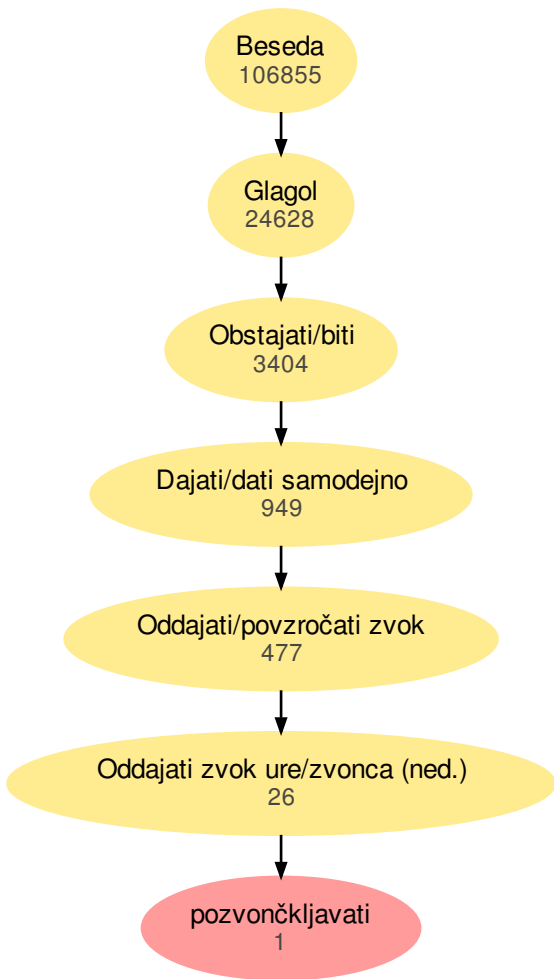 Beseda
106855
Glagol
24628
Obstajati/biti
3404
Dajati/dati samodejno
949
Oddajati/povzročati zvok
477
Oddajati zvok ure/zvonca (ned.)
26
pozvončkljavati
1